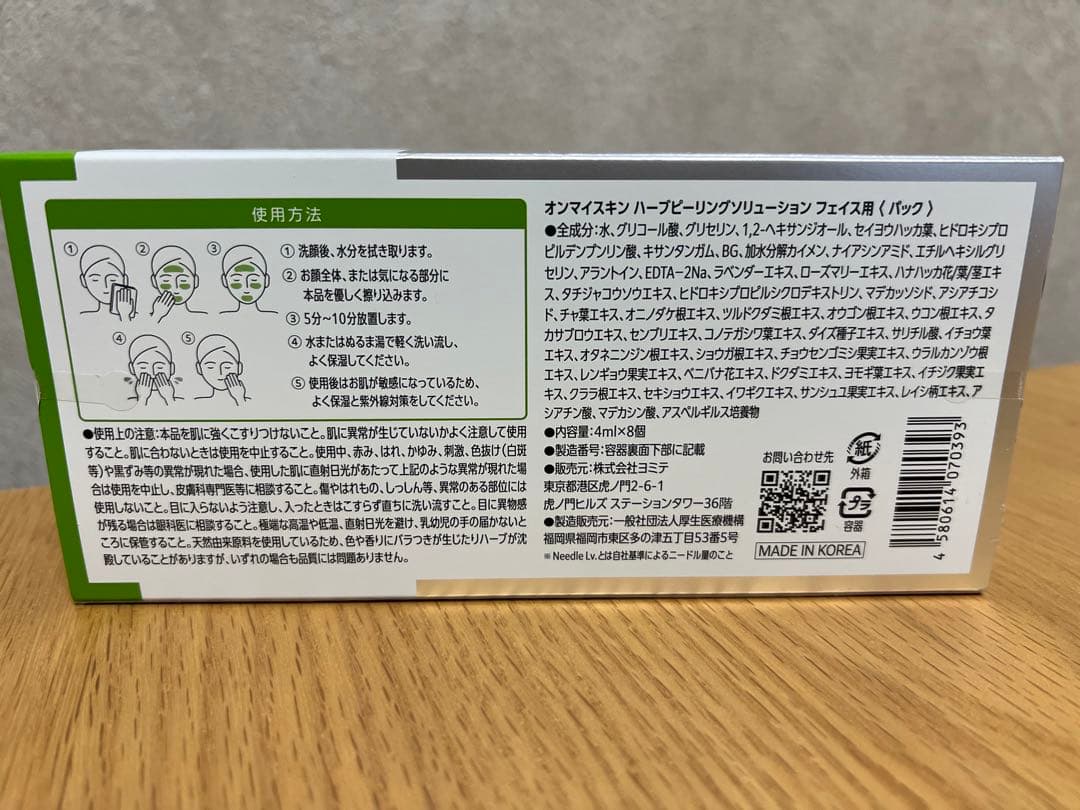 使用方法
①
②
③
④
⑤
① 洗顔後、水分を拭き取ります。
② お顔全体、または気になる部分に
本品を優しく擦り込みます。
③ 5分〜10分放置します。
④ 水またはぬるま湯で軽く洗い流し、
よく保湿してください。
⑤ 使用後はお肌が敏感になっているため、
よく保湿と紫外線対策をしてください。
●使用上の注意:本品を肌に強くこすりつけないこと。肌に異常が生じていないかよく注意して使用
すること。肌に合わないときは使用を中止すること。使用中、赤み、はれ、かゆみ、刺激、色抜け(白斑
等)や黒ずみ等の異常が現れた場合、使用した肌に直射日光があたって上記のような異常が現れた場
合は使用を中止し、皮膚科専門医等に相談すること。傷やはれもの、しっしん等、異常のある部位には
使用しないこと。目に入らないよう注意し、入ったときはこすらず直ちに洗い流すこと。目に異物感
が残る場合は眼科医に相談すること。極端な高温や低温、直射日光を避け、乳幼児の手の届かないと
ころに保管すること。天然由来原料を使用しているため、色や香りにバラつきが生じたりハーブが沈
殿していることがありますが、いずれの場合も品質には問題ありません。
オンマイスキン ハーブピーリングソリューション フェイス用〈 パック 〉
●全成分:水、グリコール酸、グリセリン、1,2-ヘキサンジオール、セイヨウハッカ葉、ヒドロキシプロ
ピルデンプンリン酸、キサンタンガム、BG、加水分解カイメン、ナイアシンアミド、エチルヘキシルグリ
セリン、アラントイン、EDTA-2Na、ラベンダーエキス、ローズマリーエキス、ハナハッカ花/葉/茎エキ
ス、タチジャコウソウエキス、ヒドロキシプロピルシクロデキストリン、マデカッソシド、アシアチコシ
ド、チャ葉エキス、オニノダケ根エキス、ツルドクダミ根エキス、オウゴン根エキス、ウコン根エキス、タ
カサブロウエキス、センブリエキス、コノテガシワ葉エキス、ダイズ種子エキス、サリチル酸、イチョウ葉
エキス、オタネニンジン根エキス、ショウガ根エキス、チョウセンゴミシ果実エキス、ウラルカンゾウ根
エキス、レンギョウ果実エキス、ベニバナ花エキス、ドクダミエキス、ヨモギ葉エキス、イチジク果実エ
キス、クララ根エキス、セキショウエキス、イワギクエキス、サンシュユ果実エキス、レイシ柄エキス、ア
シアチン酸、マデカシン酸、アスペルギルス培養物
●内容量:4ml×8個
●製造番号:容器裏面下部に記載
●販売元:株式会社ヨミテ
東京都港区虎ノ門2-6-1
虎ノ門ヒルズ ステーションタワー36階
●製造販売元:一般社団法人厚生医療機構
福岡県福岡市東区多の津五丁目53番5号
※ Needle Lv.とは自社基準によるニードル量のこと
お問い合わせ先
MADE IN KOREA
紙
外箱
プラ
容器
4 580614 070393